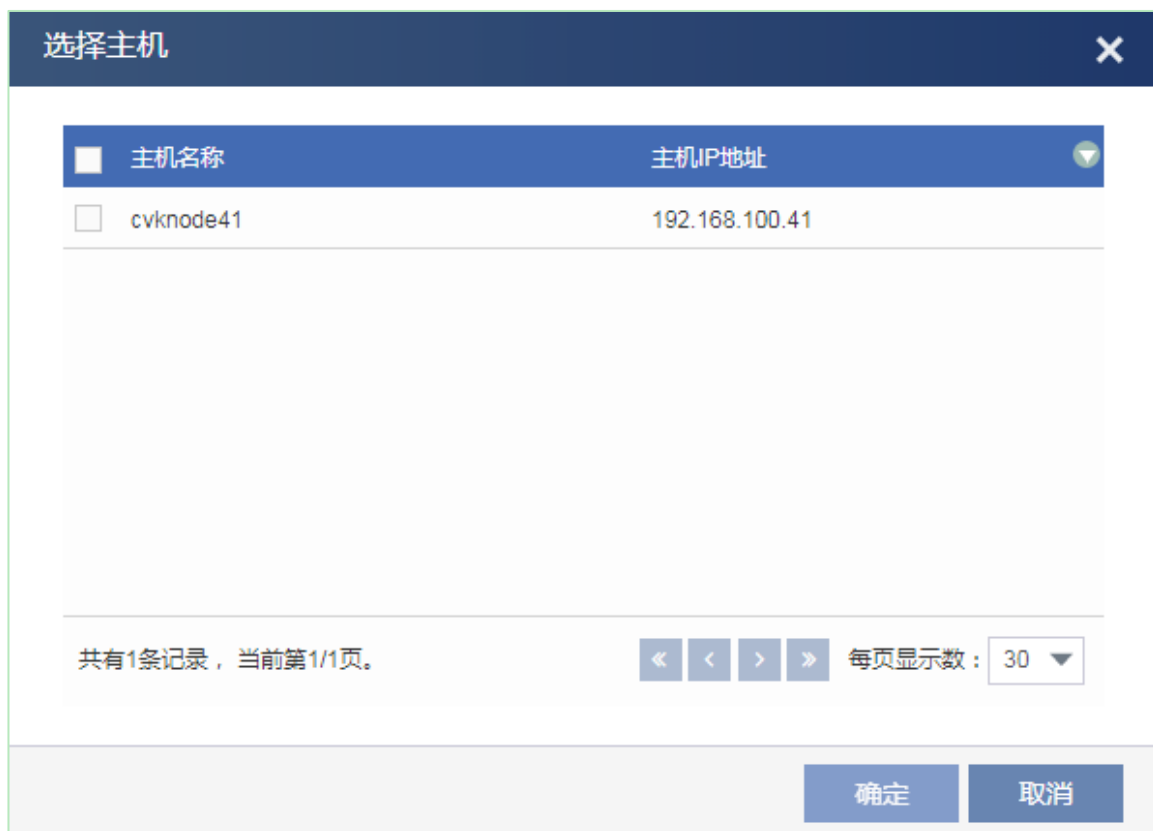 选择主机
主机名称 主机IP地址
cvknode41 192.168.100.41
共有1条记录，当前第1/1页。 « ‹ › » 每页显示数： 30
确定 取消